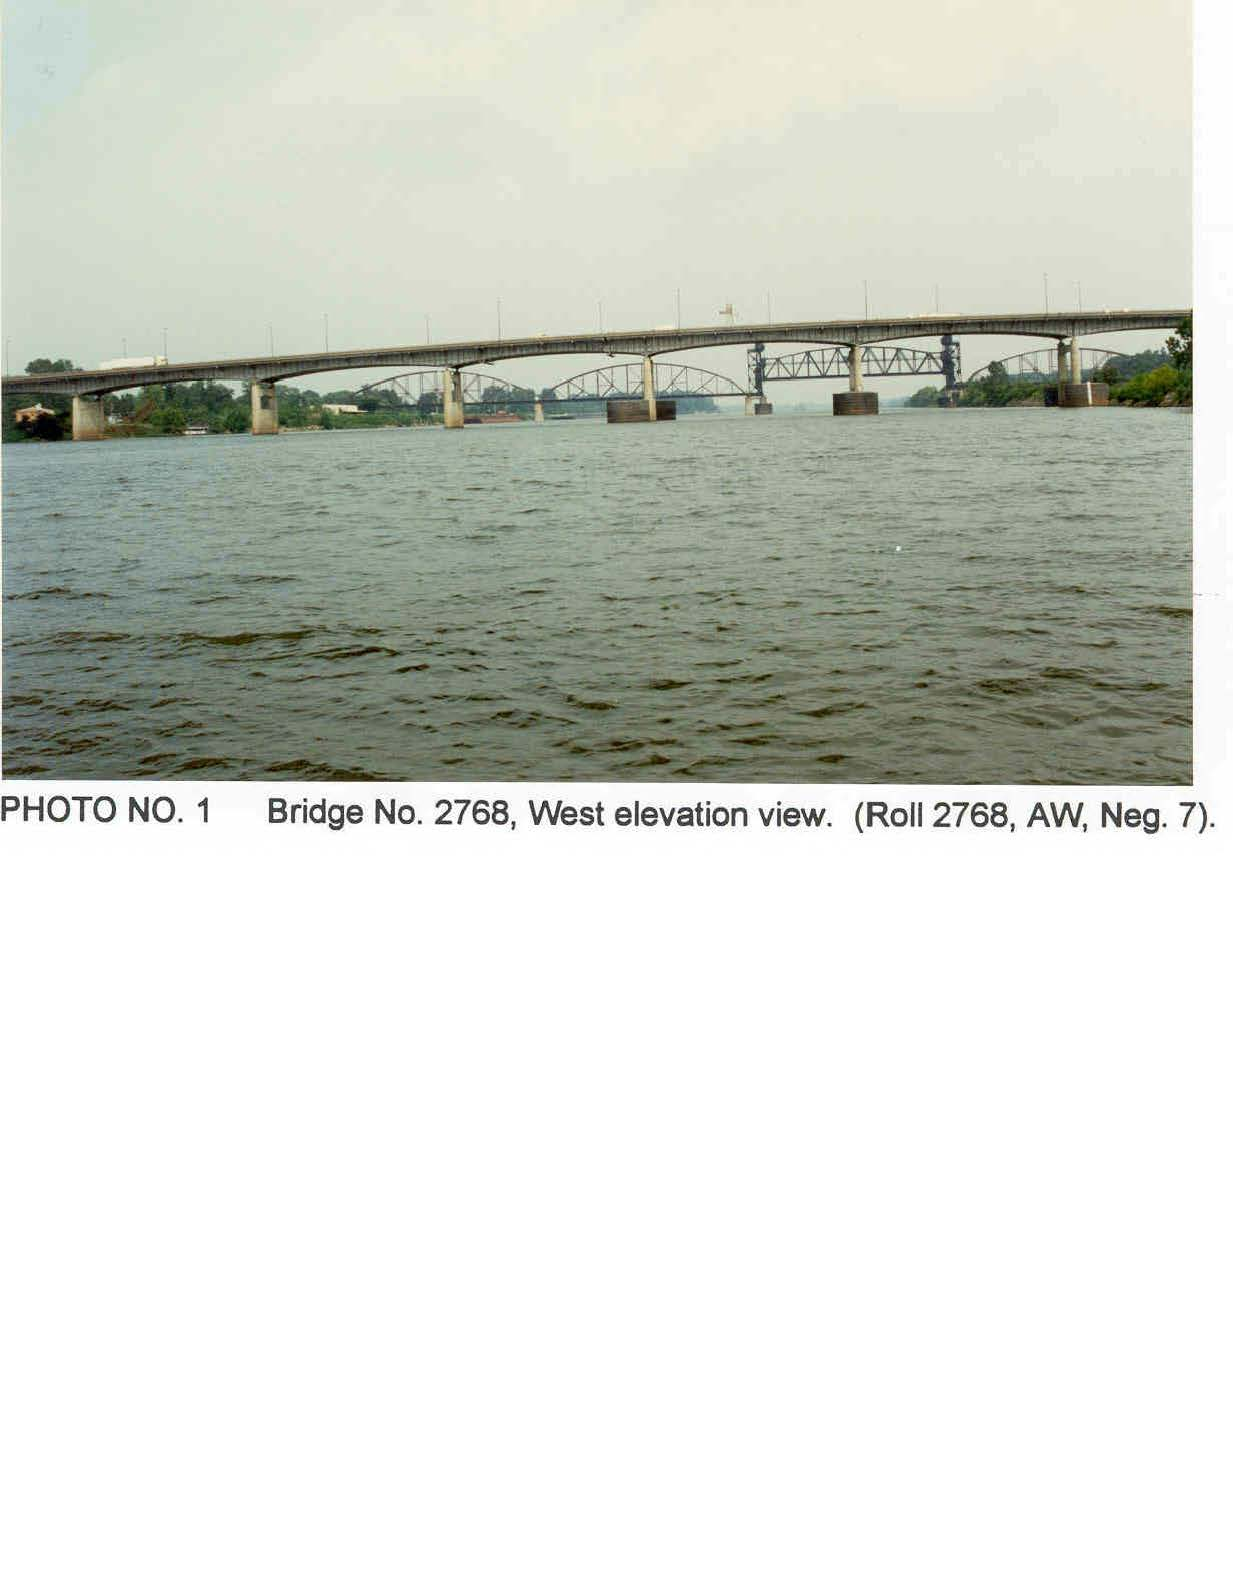 PHOTO NO. 1 Bridge No. 2768, West elevation view. (Roll 2768, AW, Neg. 7).